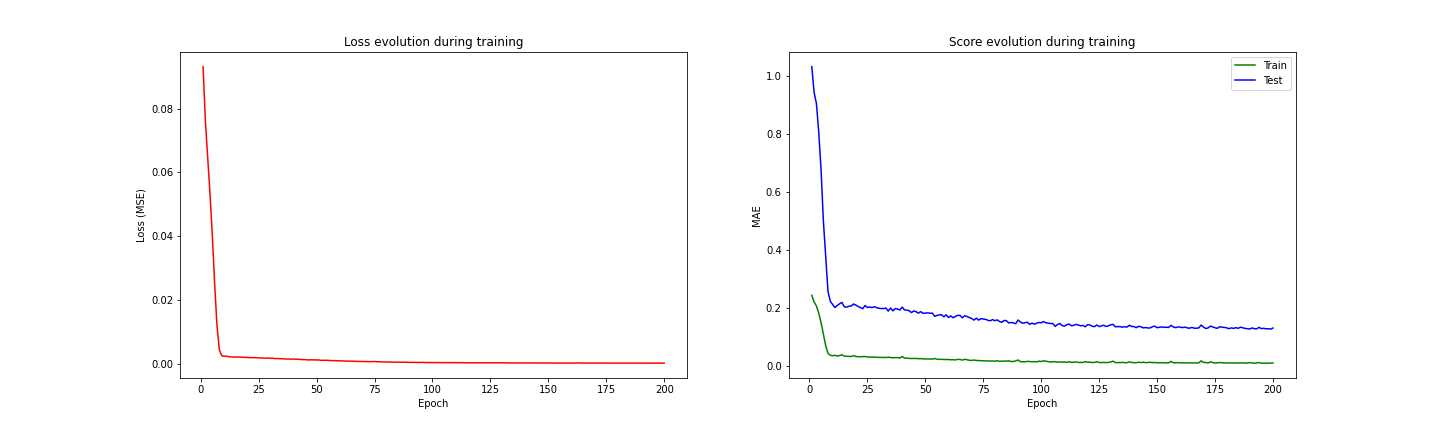 Loss evolution during training
Loss (MSE)
0.08
0.06
0.04
0.02
0.00
0 25 50 75 100 125 150 175 200
Epoch
Score evolution during training
Train
Test
MAE
1.0
0.8
0.6
0.4
0.2
0.0
0 25 50 75 100 125 150 175 200
Epoch